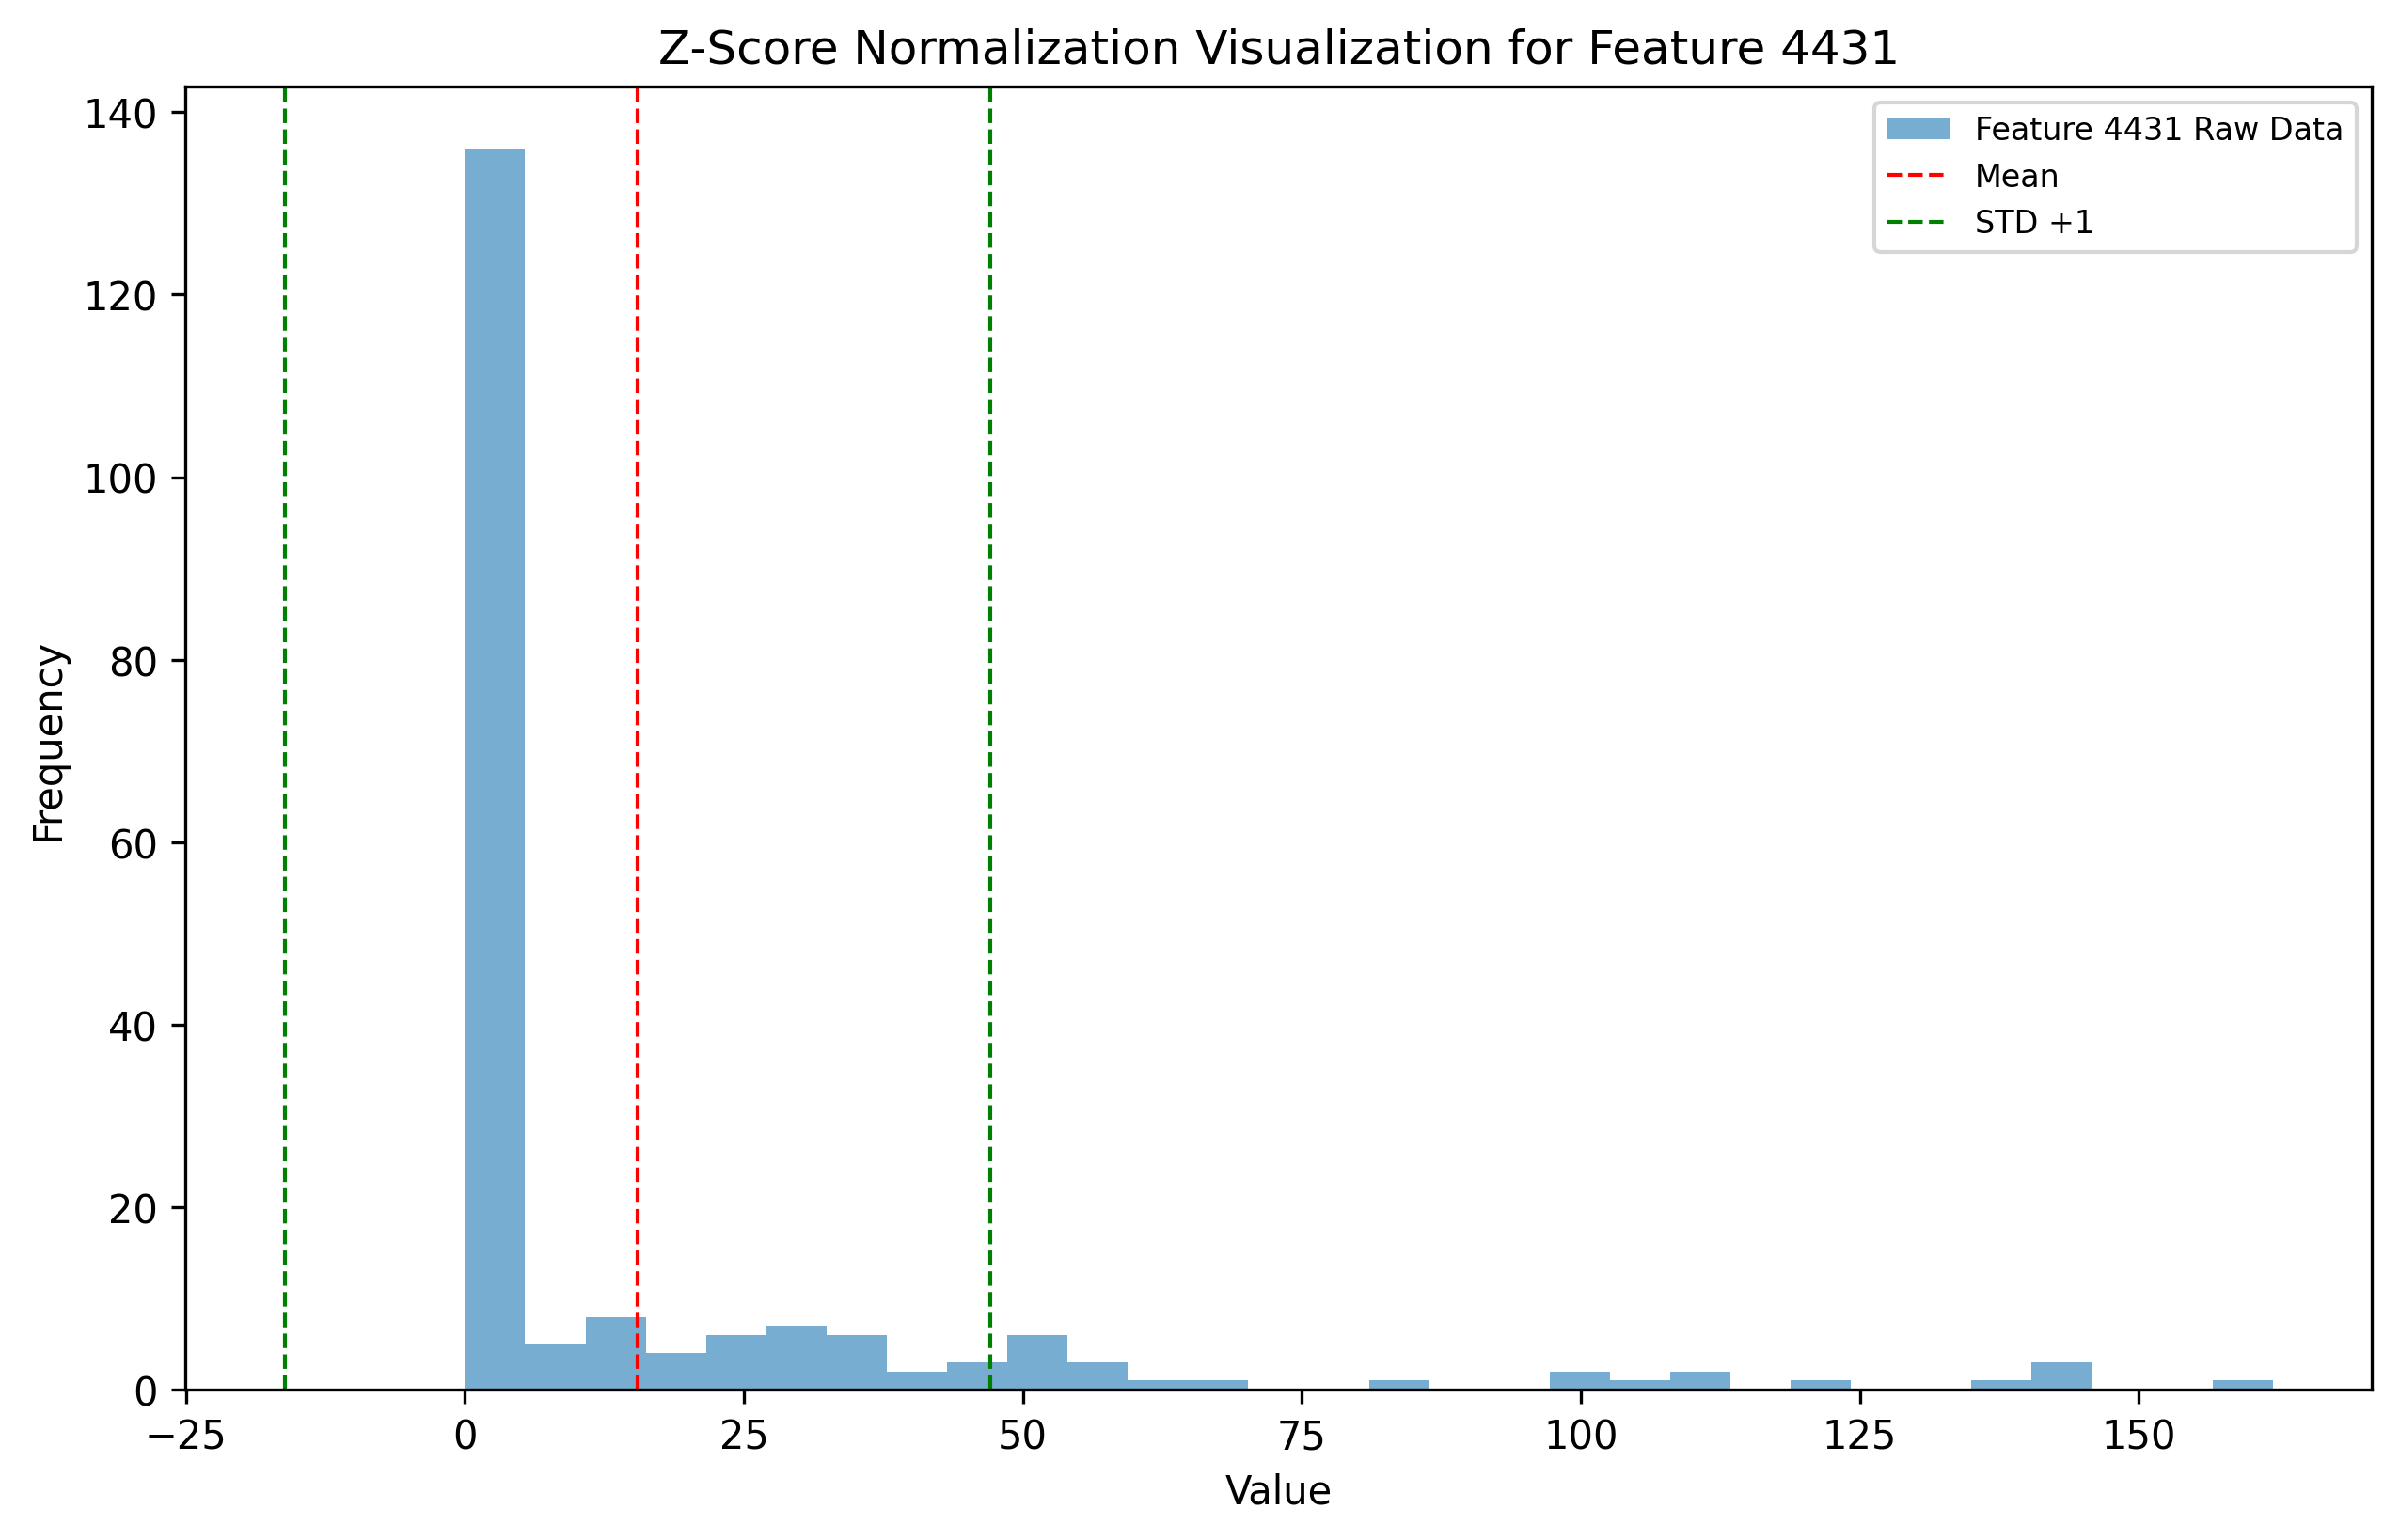 Z-Score Normalization Visualization for Feature 4431
Feature 4431 Raw Data
Mean
STD +1
140
120
100
80
60
40
20
0
Frequency
−25 0 25 50 75 100 125 150
Value